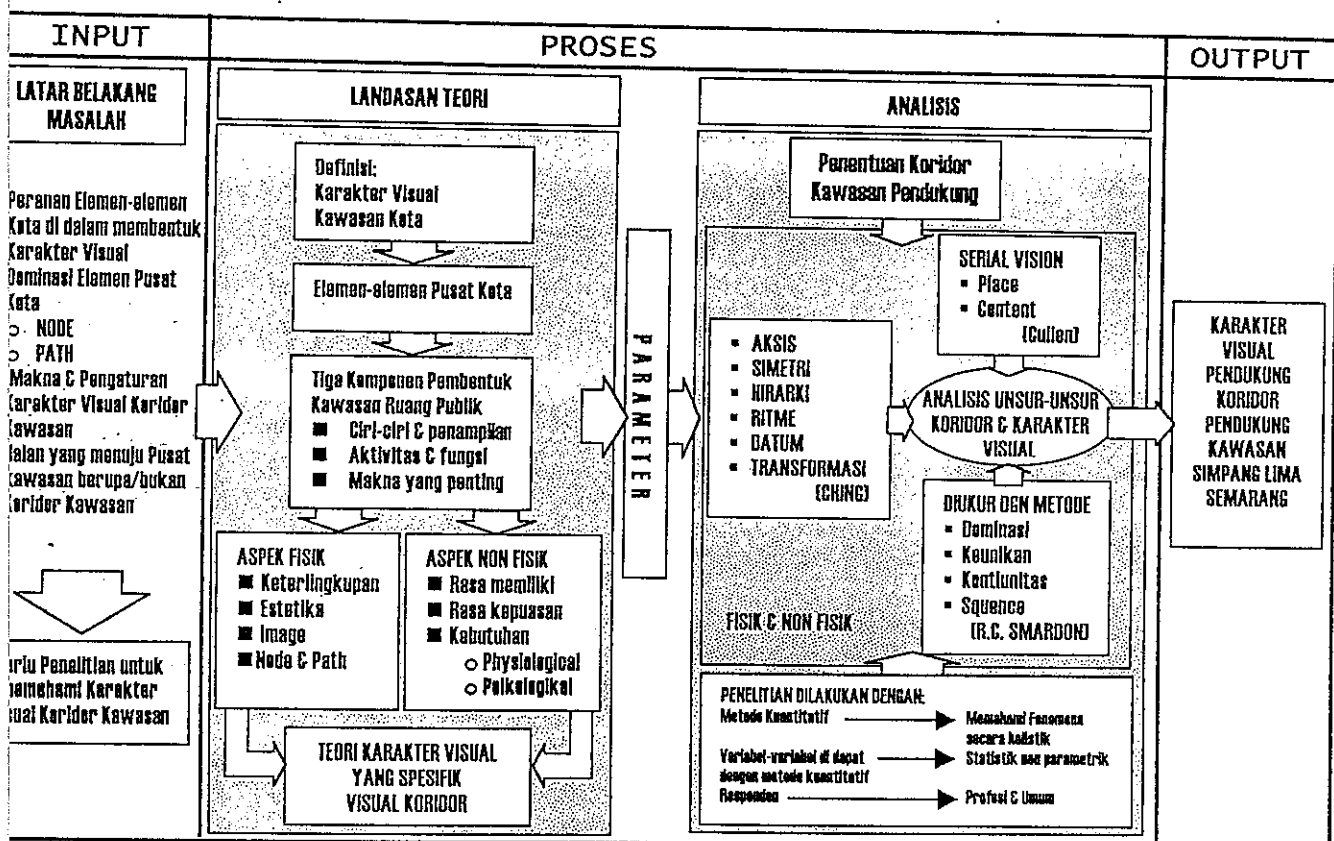 INPUT
PROSES
OUTPUT
LATAR BELAKANG
MASALAH
Peranan Elemen-elemen
Kota di dalam membentuk
Karakter Visual
Dominasi Elemen Pusat
Kota
○ NODE
○ PATH
Makna & Pengaturan
Karakter Visual Koridor
Kawasan
Jalan yang menuju Pusat
Kawasan berupa/bukan
Koridor Kawasan
Penelitian untuk
Karakter
Koridor Kawasan
LANDASAN TEORI
Definisi:
Karakter Visual
Kawasan Kota
Elemen-elemen Pusat Kota
Tiga Komponen Pembentuk
Kawasan Ruang Publik
■ Ciri-ciri & penampilan
■ Aktivitas & fungsi
■ Makna yang penting
ASPEK FISIK
■ Keterlingkupan
■ Estetika
■ Image
■ Node & Path
ASPEK NON FISIK
■ Rasa memiliki
■ Rasa kepuasan
■ Kebutuhan
○ Physiological
○ Psikologikal
TEORI KARAKTER VISUAL
YANG SPESIFIK
VISUAL KORIDOR
PARAMETER
ANALISIS
Penentuan Koridor
Kawasan Pendukung
SERIAL VISION
▪ Place
▪ Content
(Cullen)
▪ AKSIS
▪ SIMETRI
▪ HIRARKI
▪ RITME
▪ DATUM
▪ TRANSFORMASI
(CHING)
ANALISIS UNSUR-UNSUR
KORIDOR & KARAKTER
VISUAL
DIUKUR DGN METODE
▪ Dominasi
▪ Keunikan
▪ Kontiunitas
▪ Squence
(R.C. SMARDON)
FISIK & NON FISIK
PENELITIAN DILAKUKAN DENGAN:
Metode Kuantitatif
Memahami Fenomena
secara holistik
Variabel-variabel di dapat
dengan metode kuantitatif
Statistik non parametrik
Responden
Profesi & Umum
KARAKTER
VISUAL
PENDUKUNG
KORIDOR
PENDUKUNG
KAWASAN
SIMPANG LIMA
SEMARANG